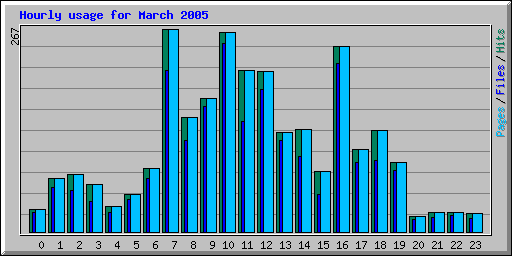 Hourly usage for March 2005
267
Pages/Files/Hits
0 1 2 3 4 5 6 7 8 9 10 11 12 13 14 15 16 17 18 19 20 21 22 23